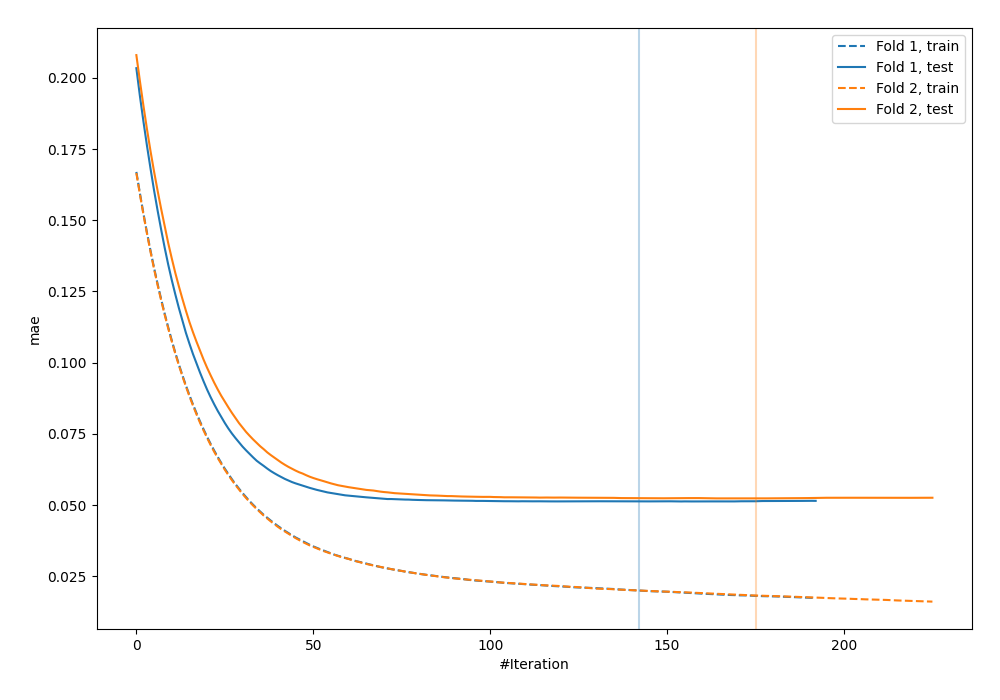 Fold 1, train
Fold 1, test
Fold 2, train
Fold 2, test
0.200
0.175
0.150
0.125
0.100
0.075
0.050
0.025
mae
0 50 100 150 200
#Iteration